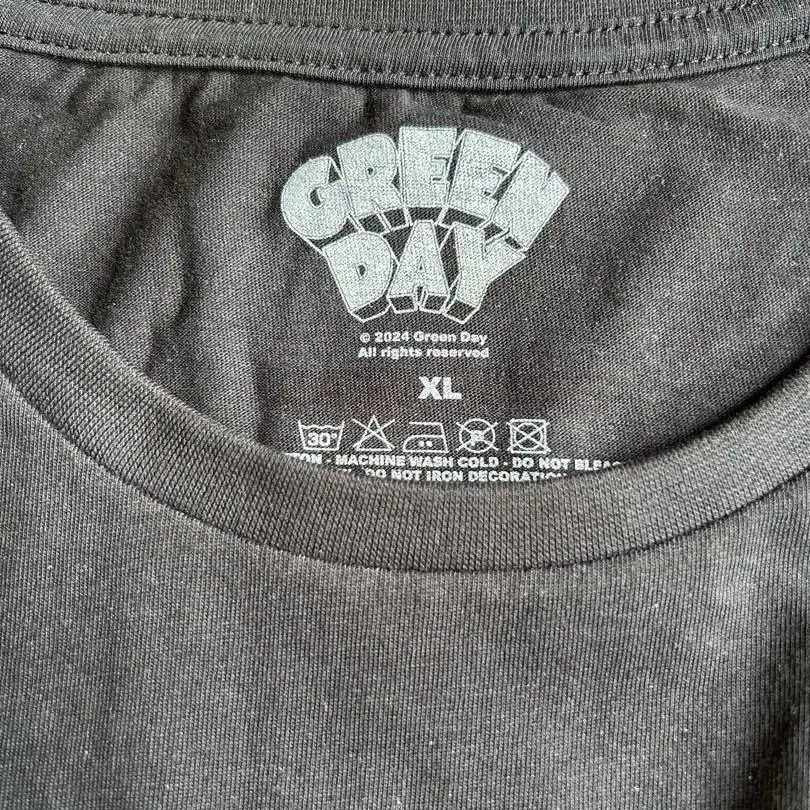 GREEN
DAY
© 2024 Green Day
All rights reserved
XL
30°
P
- MACHINE WASH COLD - DO NOT
DO NOT IRON DECORATION